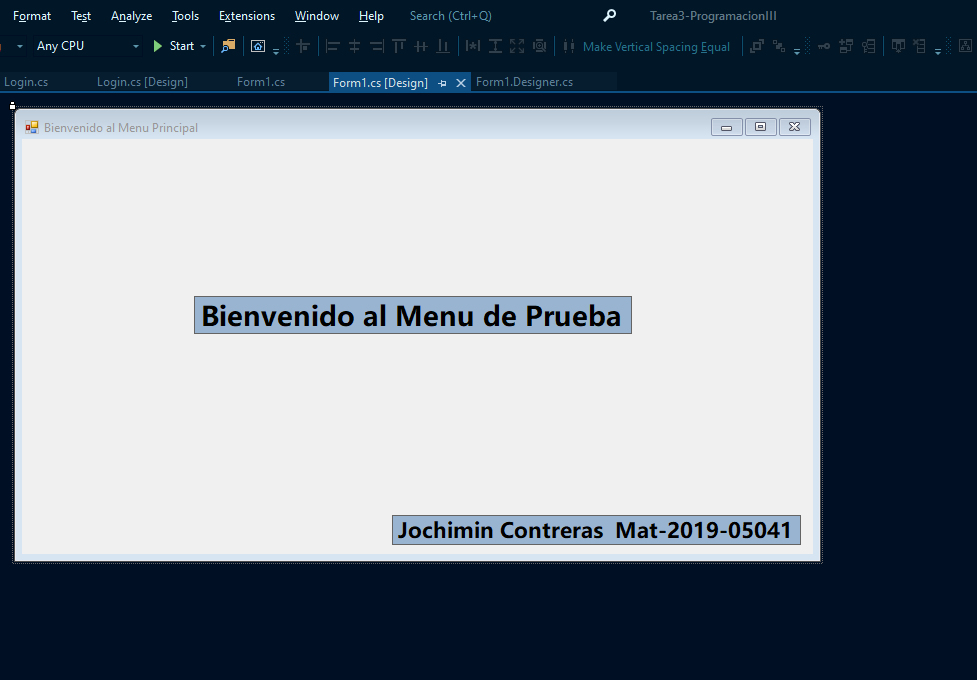 Format Test Analyze Tools Extensions Window Help Search (Ctrl+Q) Tarea3-ProgramacionIII
Any CPU Start Make Vertical Spacing Equal
Login.cs Login.cs [Design] Form1.cs Form1.cs [Design] Form1.Designer.cs
Bienvenido al Menu Principal
Bienvenido al Menu de Prueba
Jochimin Contreras Mat-2019-05041